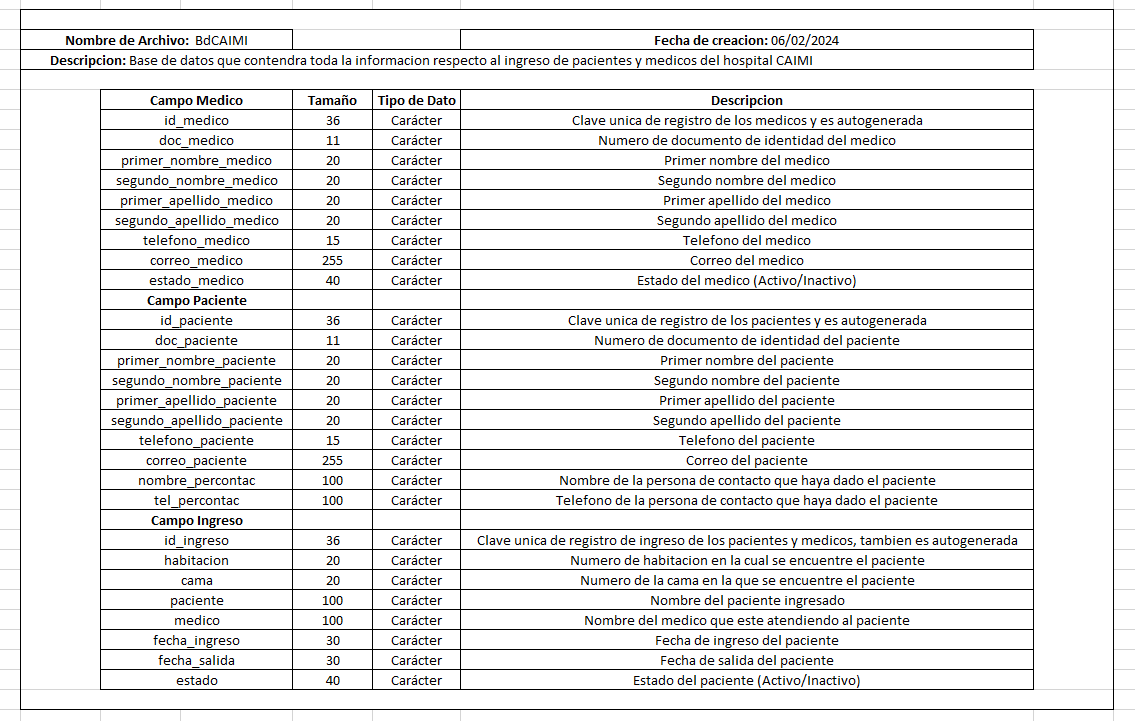 Nombre de Archivo: BdCAIMI Fecha de creacion: 06/02/2024
Descripcion: Base de datos que contendra toda la informacion respecto al ingreso de pacientes y medicos del hospital CAIMI
Campo Medico Tamaño Tipo de Dato Descripcion
id_medico 36 Carácter Clave unica de registro de los medicos y es autogenerada
doc_medico 11 Carácter Numero de documento de identidad del medico
primer_nombre_medico 20 Carácter Primer nombre del medico
segundo_nombre_medico 20 Carácter Segundo nombre del medico
primer_apellido_medico 20 Carácter Primer apellido del medico
segundo_apellido_medico 20 Carácter Segundo apellido del medico
telefono_medico 15 Carácter Telefono del medico
correo_medico 255 Carácter Correo del medico
estado_medico 40 Carácter Estado del medico (Activo/Inactivo)
Campo Paciente
id_paciente 36 Carácter Clave unica de registro de los pacientes y es autogenerada
doc_paciente 11 Carácter Numero de documento de identidad del paciente
primer_nombre_paciente 20 Carácter Primer nombre del paciente
segundo_nombre_paciente 20 Carácter Segundo nombre del paciente
primer_apellido_paciente 20 Carácter Primer apellido del paciente
segundo_apellido_paciente 20 Carácter Segundo apellido del paciente
telefono_paciente 15 Carácter Telefono del paciente
correo_paciente 255 Carácter Correo del paciente
nombre_percontac 100 Carácter Nombre de la persona de contacto que haya dado el paciente
tel_percontac 100 Carácter Telefono de la persona de contacto que haya dado el paciente
Campo Ingreso
id_ingreso 36 Carácter Clave unica de registro de ingreso de los pacientes y medicos, tambien es autogenerada
habitacion 20 Carácter Numero de habitacion en la cual se encuentre el paciente
cama 20 Carácter Numero de la cama en la que se encuentre el paciente
paciente 100 Carácter Nombre del paciente ingresado
medico 100 Carácter Nombre del medico que este atendiendo al paciente
fecha_ingreso 30 Carácter Fecha de ingreso del paciente
fecha_salida 30 Carácter Fecha de salida del paciente
estado 40 Carácter Estado del paciente (Activo/Inactivo)